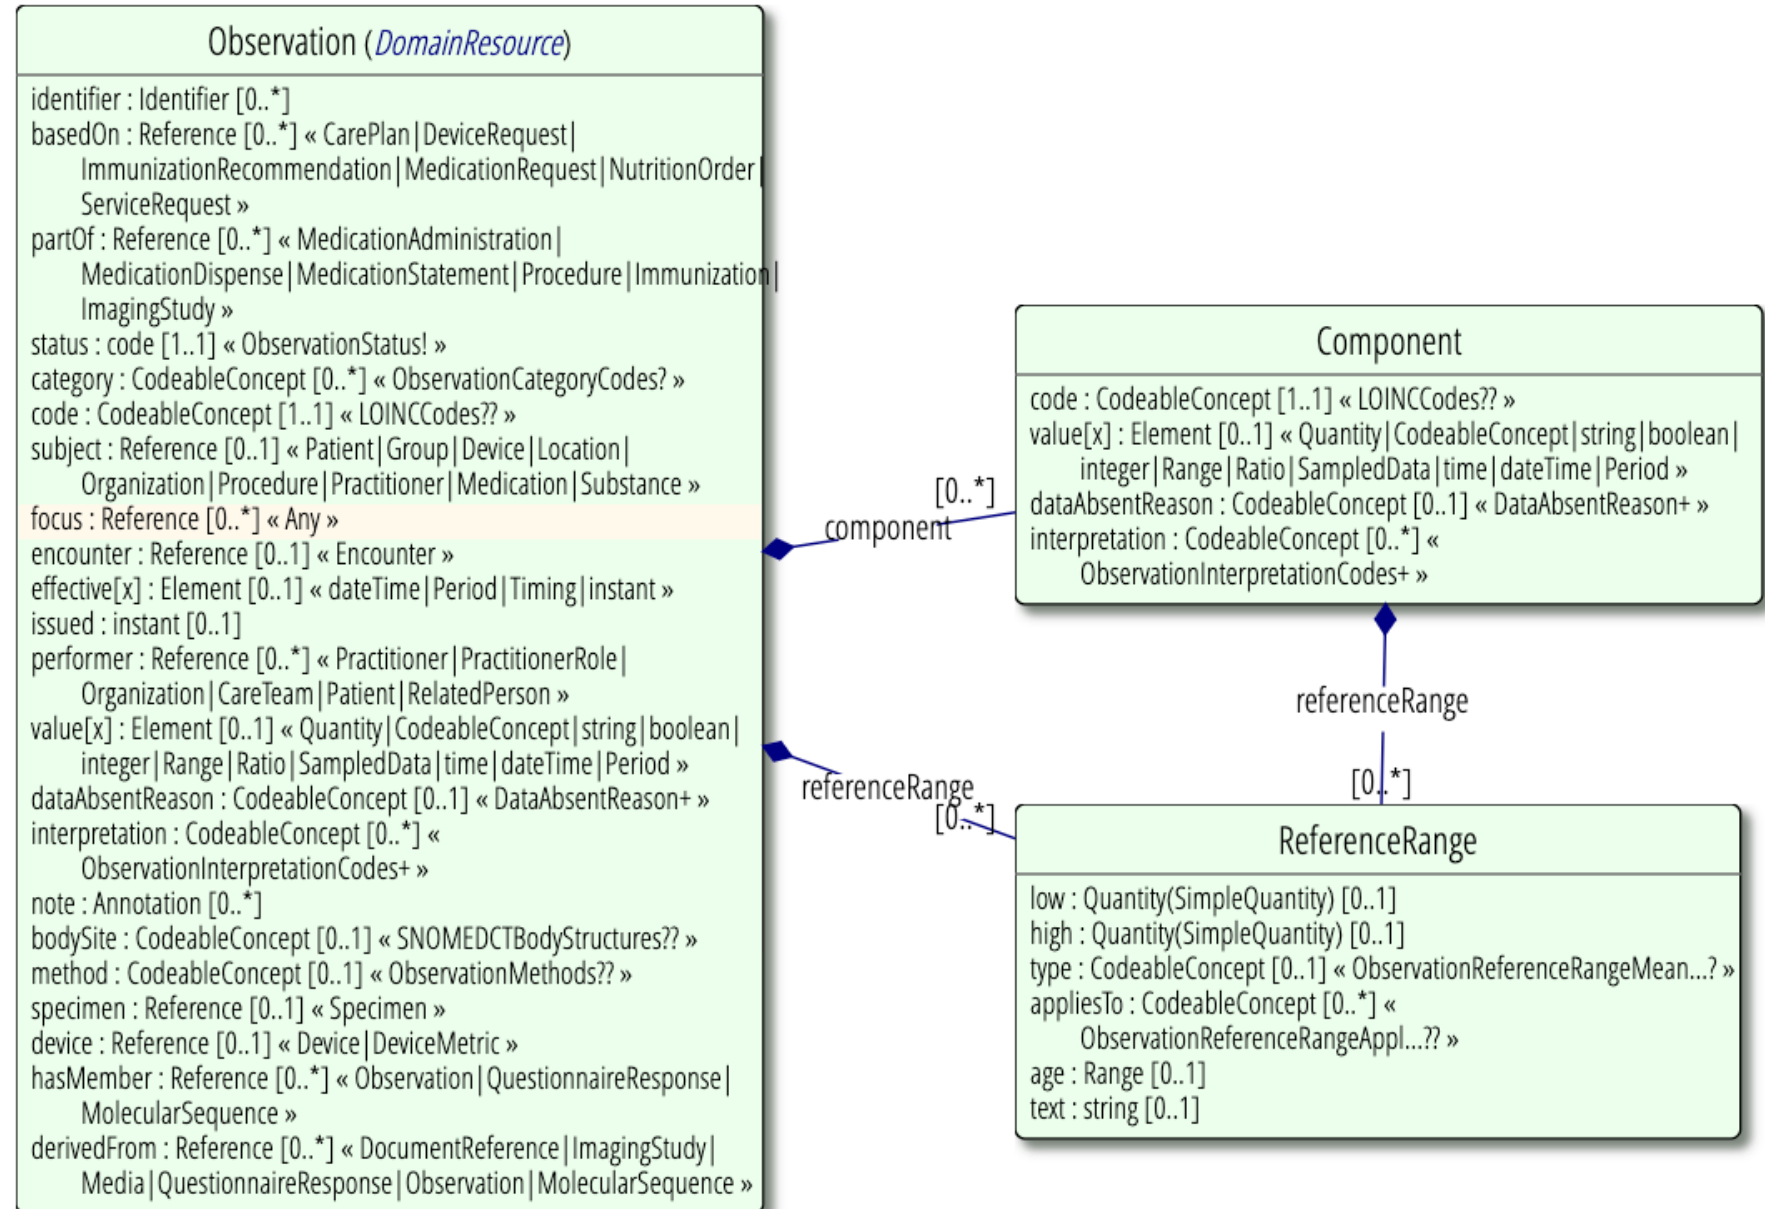 Observation (DomainResource)
identifier : Identifier [0..*]
basedOn : Reference [0..*] « CarePlan|DeviceRequest|
ImmunizationRecommendation|MedicationRequest|NutritionOrder|
ServiceRequest »
partOf : Reference [0..*] « MedicationAdministration|
MedicationDispense|MedicationStatement|Procedure|Immunization|
ImagingStudy »
status : code [1..1] « ObservationStatus! »
category : CodeableConcept [0..*] « ObservationCategoryCodes? »
code : CodeableConcept [1..1] « LOINCCodes?? »
subject : Reference [0..1] « Patient|Group|Device|Location|
Organization|Procedure|Practitioner|Medication|Substance »
focus : Reference [0..*] « Any »
encounter : Reference [0..1] « Encounter »
effective[x] : Element [0..1] « dateTime|Period|Timing|instant »
issued : instant [0..1]
performer : Reference [0..*] « Practitioner|PractitionerRole|
Organization|CareTeam|Patient|RelatedPerson »
value[x] : Element [0..1] « Quantity|CodeableConcept|string|boolean|
integer|Range|Ratio|SampledData|time|dateTime|Period »
dataAbsentReason : CodeableConcept [0..1] « DataAbsentReason+ »
interpretation : CodeableConcept [0..*] «
ObservationInterpretationCodes+ »
note : Annotation [0..*]
bodySite : CodeableConcept [0..1] « SNOMEDCTBodyStructures?? »
method : CodeableConcept [0..1] « ObservationMethods?? »
specimen : Reference [0..1] « Specimen »
device : Reference [0..1] « Device|DeviceMetric »
hasMember : Reference [0..*] « Observation|QuestionnaireResponse|
MolecularSequence »
derivedFrom : Reference [0..*] « DocumentReference|ImagingStudy|
Media|QuestionnaireResponse|Observation|MolecularSequence »
[0..*]
component
referenceRange
[0..*]
Component
code : CodeableConcept [1..1] « LOINCCodes?? »
value[x] : Element [0..1] « Quantity|CodeableConcept|string|boolean|
integer|Range|Ratio|SampledData|time|dateTime|Period »
dataAbsentReason : CodeableConcept [0..1] « DataAbsentReason+ »
interpretation : CodeableConcept [0..*] «
ObservationInterpretationCodes+ »
referenceRange
[0..*]
ReferenceRange
low : Quantity(SimpleQuantity) [0..1]
high : Quantity(SimpleQuantity) [0..1]
type : CodeableConcept [0..1] « ObservationReferenceRangeMean...? »
appliesTo : CodeableConcept [0..*] «
ObservationReferenceRangeAppl...?? »
age : Range [0..1]
text : string [0..1]